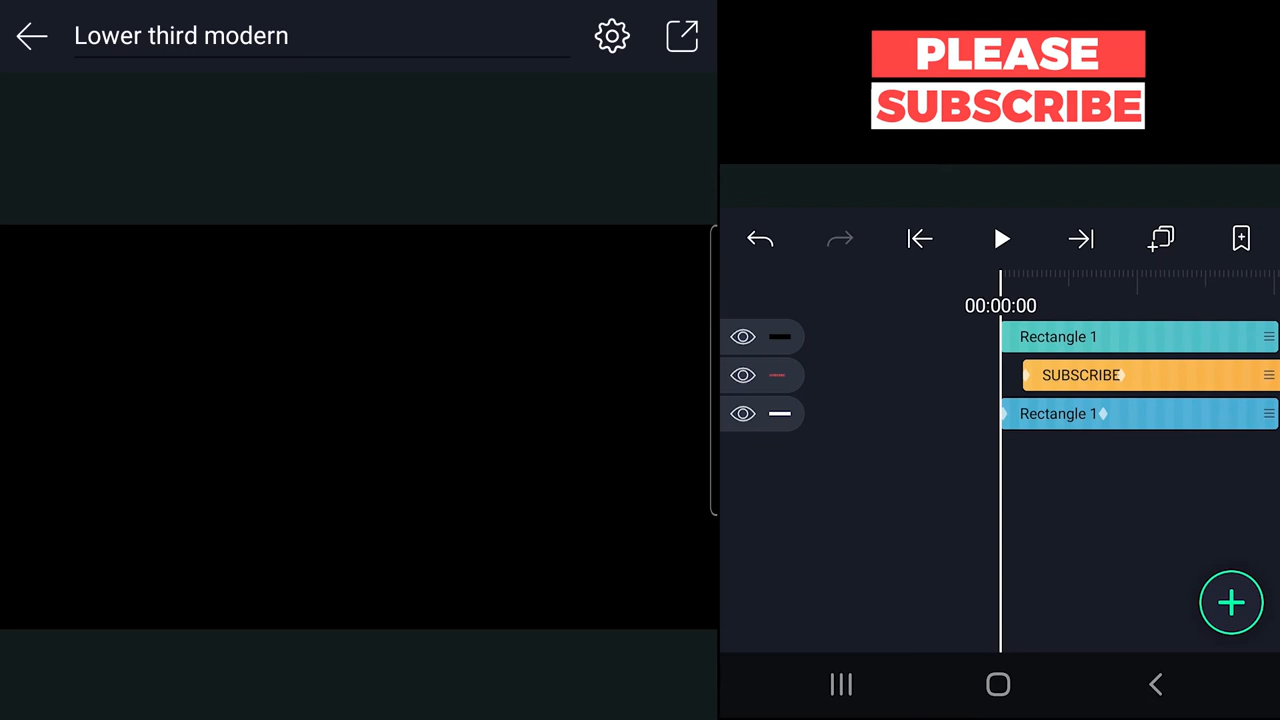 Lower third modern
PLEASE
SUBSCRIBE
00:00:00
Rectangle 1
SUBSCRIBE
Rectangle 1